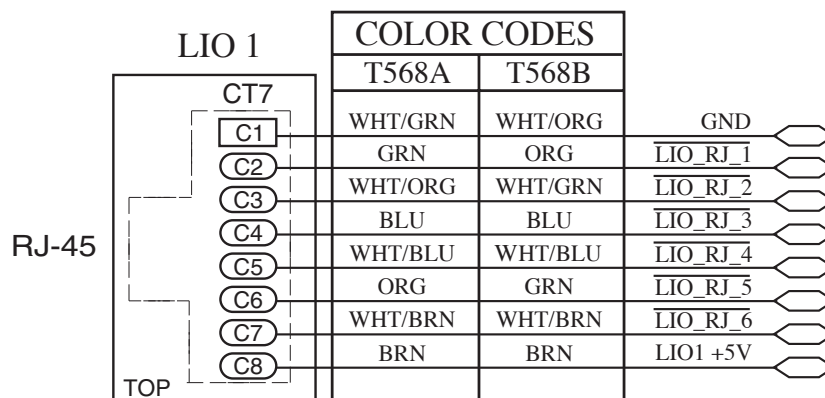 LIO 1
COLOR CODES
T568A T568B
CT7
C1 WHT/GRN WHT/ORG GND
C2 GRN ORG LIO_RJ_1
C3 WHT/ORG WHT/GRN LIO_RJ_2
C4 BLU BLU LIO_RJ_3
RJ-45
C5 WHT/BLU WHT/BLU LIO_RJ_4
C6 ORG GRN LIO_RJ_5
C7 WHT/BRN WHT/BRN LIO_RJ_6
C8 BRN BRN LIO1 +5V
TOP